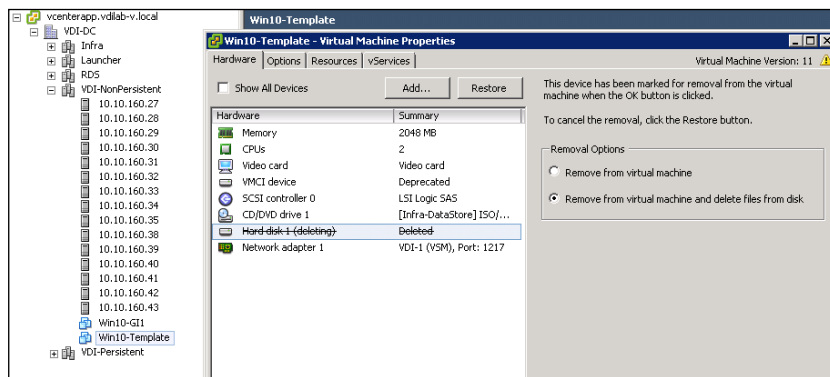 vcenterapp.vdilab-v.local
VDI-DC
Infra
Launcher
RDS
VDI-NonPersistent
10.10.160.27
10.10.160.28
10.10.160.29
10.10.160.30
10.10.160.31
10.10.160.32
10.10.160.33
10.10.160.34
10.10.160.35
10.10.160.38
10.10.160.39
10.10.160.40
10.10.160.41
10.10.160.42
10.10.160.43
Win10-GI1
Win10-Template
VDI-Persistent
Win10-Template
Win10-Template - Virtual Machine Properties
Hardware Options Resources vServices
Virtual Machine Version: 11
Show All Devices Add... Restore
Hardware Summary
Memory 2048 MB
CPUs 2
Video card Video card
VMCI device Deprecated
SCSI controller 0 LSI Logic SAS
CD/DVD drive 1 [Infra-DataStore] ISO/...
Hard disk 1 (deleting) Deleted
Network adapter 1 VDI-1 (VSM), Port: 1217
This device has been marked for removal from the virtual
machine when the OK button is clicked.
To cancel the removal, click the Restore button.
Removal Options
Remove from virtual machine
Remove from virtual machine and delete files from disk